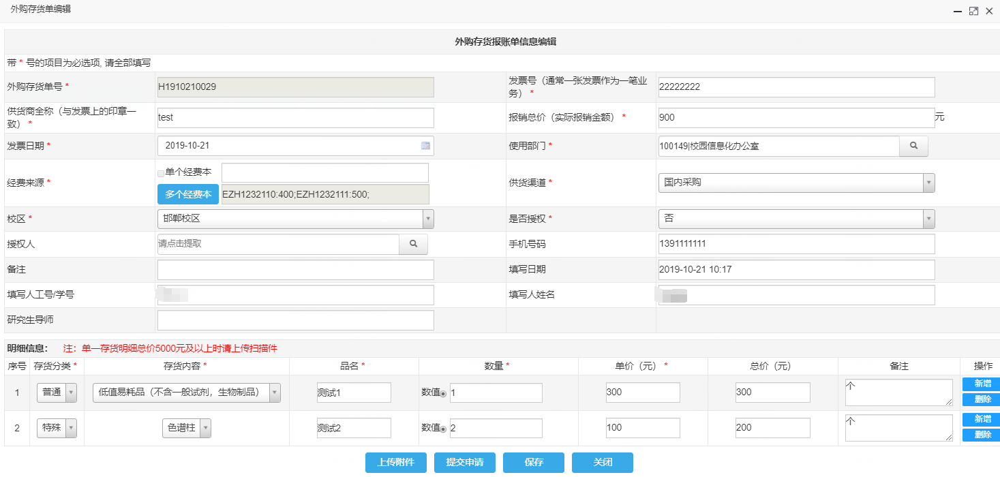 外购存货单编辑
外购存货报账单信息编辑
带 * 号的项目为必选项, 请全部填写
外购存货单号 * H1910210029 发票号（通常一张发票作为一笔业务） * 22222222
供货商全称（与发票上的印章一致） * test 报销总价（实际报销金额） * 900 元
发票日期 * 2019-10-21 使用部门 * 100149|校园信息化办公室
经费来源 * 单个经费本 供货渠道 * 国内采购
多个经费本 EZH1232110:400;EZH1232111:500;
校区 * 邯郸校区 是否授权 * 否
授权人 请点击提取 手机号码 1391111111
备注 填写日期 2019-10-21 10:17
填写人工号/学号 填写人姓名
研究生导师
明细信息： 注：单一存货明细总价5000元及以上时请上传扫描件
序号 存货分类 * 存货内容 * 品名 * 数量 * 单价（元） * 总价（元） 备注 操作
1 普通 低值易耗品（不含一般试剂，生物制品） 测试1 数值 1 300 300 个 新增 删除
2 特殊 色谱柱 测试2 数值 2 100 200 个 新增 删除
上传附件 提交申请 保存 关闭